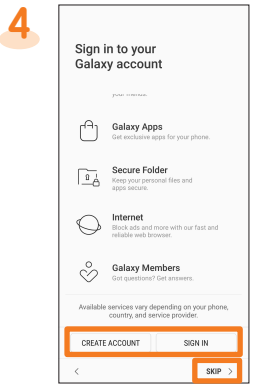 4
Sign in to your
Galaxy account
Galaxy Apps
Get exclusive apps for your phone.
Secure Folder
Keep your personal files and
apps secure.
Internet
Block ads and more with our fast and
reliable web browser.
Galaxy Members
Got questions? Get answers.
Available services vary depending on your phone,
country, and service provider.
CREATE ACCOUNT SIGN IN
< SKIP >